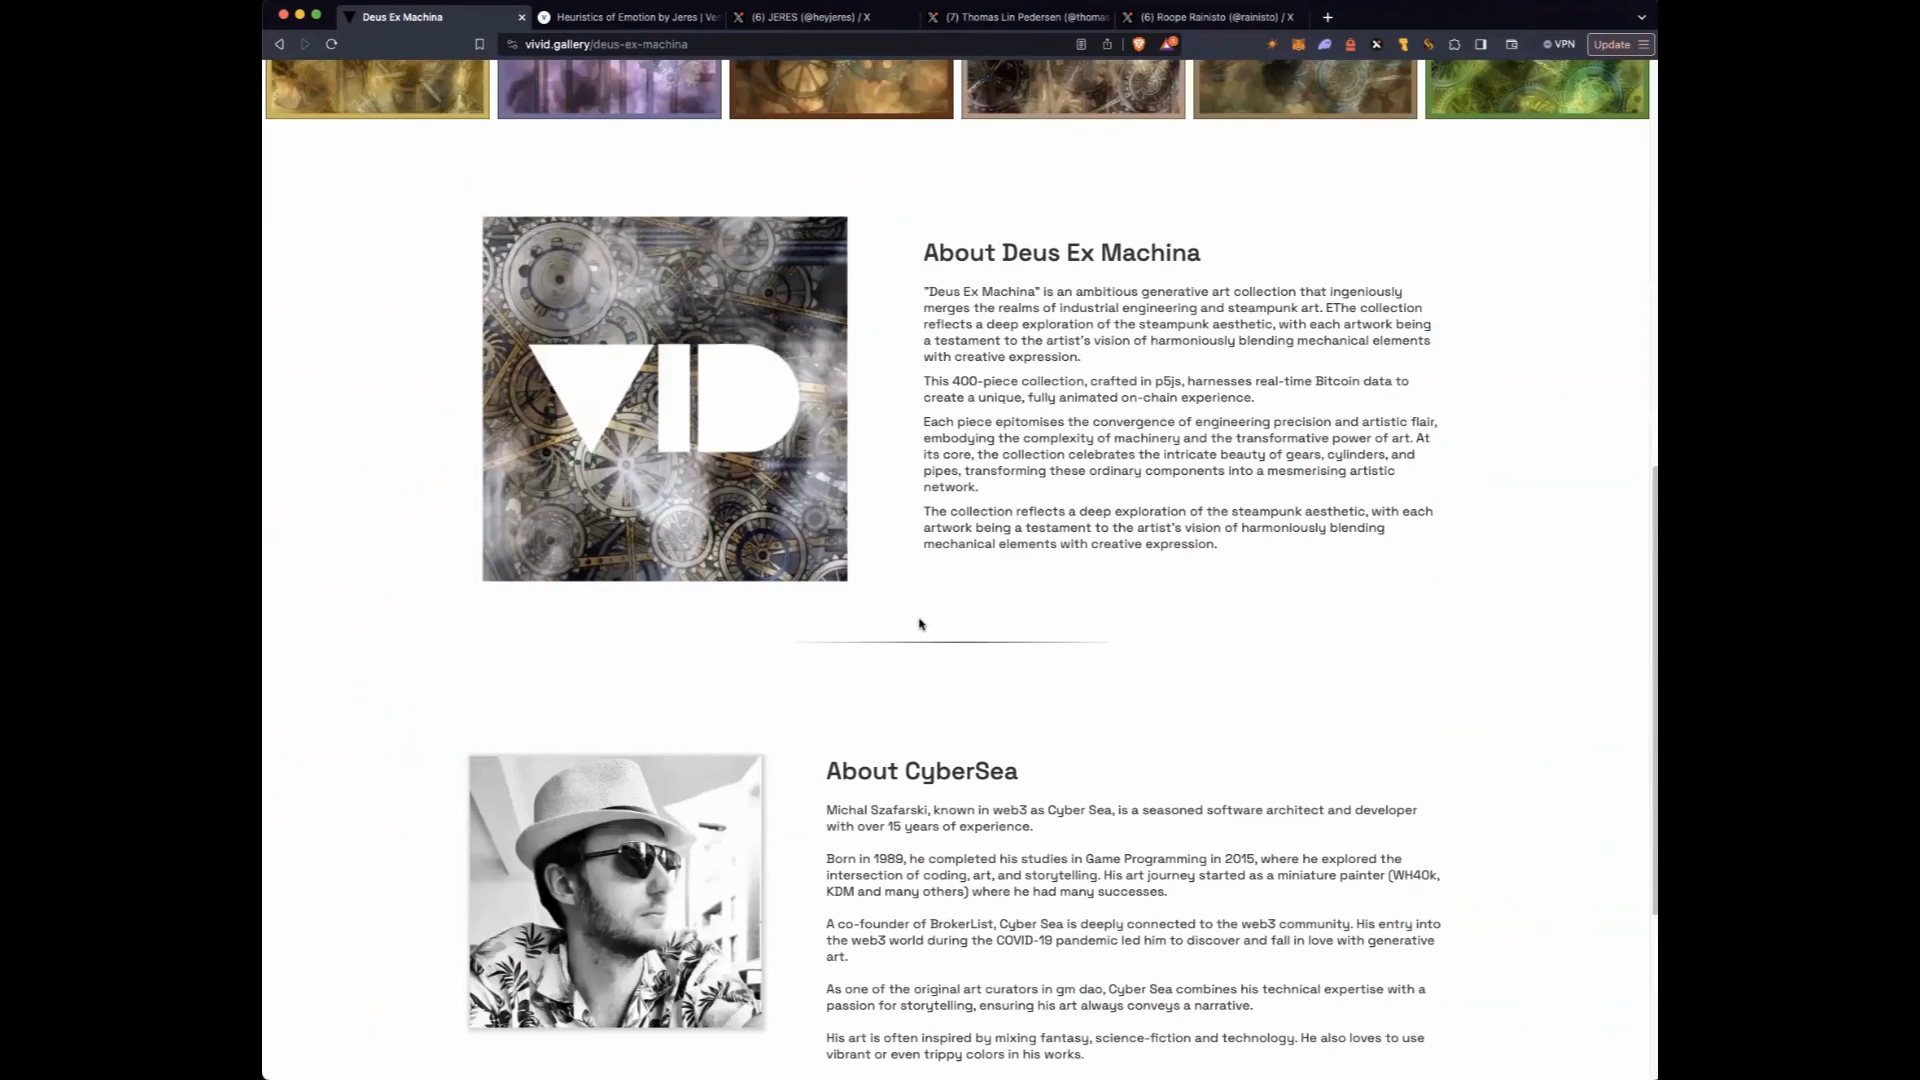 Deus Ex Machina
Heuristics of Emotion by Jeres | Ver
(6) JERES (@heyjeres) / X
(7) Thomas Lin Pedersen (@thomas
(6) Roope Rainisto (@rainisto) / X
vivid.gallery/deus-ex-machina
VPN
Update
VID
About Deus Ex Machina
"Deus Ex Machina" is an ambitious generative art collection that ingeniously
merges the realms of industrial engineering and steampunk art. EThe collection
reflects a deep exploration of the steampunk aesthetic, with each artwork being
a testament to the artist's vision of harmoniously blending mechanical elements
with creative expression.
This 400-piece collection, crafted in p5js, harnesses real-time Bitcoin data to
create a unique, fully animated on-chain experience.
Each piece epitomises the convergence of engineering precision and artistic flair,
embodying the complexity of machinery and the transformative power of art. At
its core, the collection celebrates the intricate beauty of gears, cylinders, and
pipes, transforming these ordinary components into a mesmerising artistic
network.
The collection reflects a deep exploration of the steampunk aesthetic, with each
artwork being a testament to the artist's vision of harmoniously blending
mechanical elements with creative expression.
About CyberSea
Michal Szafarski, known in web3 as Cyber Sea, is a seasoned software architect and developer
with over 15 years of experience.
Born in 1989, he completed his studies in Game Programming in 2015, where he explored the
intersection of coding, art, and storytelling. His art journey started as a miniature painter (WH40k,
KDM and many others) where he had many successes.
A co-founder of BrokerList, Cyber Sea is deeply connected to the web3 community. His entry into
the web3 world during the COVID-19 pandemic led him to discover and fall in love with generative
art.
As one of the original art curators in gm dao, Cyber Sea combines his technical expertise with a
passion for storytelling, ensuring his art always conveys a narrative.
His art is often inspired by mixing fantasy, science-fiction and technology. He also loves to use
vibrant or even trippy colors in his works.